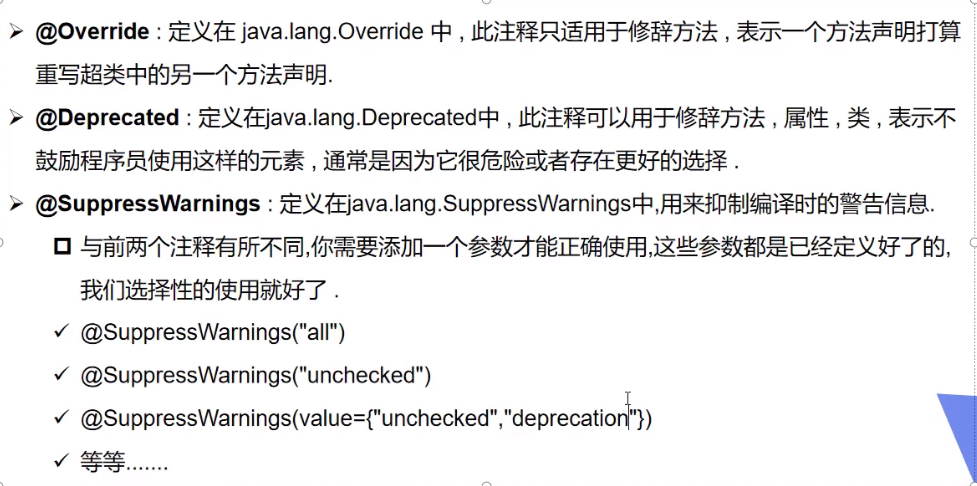 @Override : 定义在 java.lang.Override 中 , 此注释只适用于修辞方法 , 表示一个方法声明打算
重写超类中的另一个方法声明.
@Deprecated : 定义在java.lang.Deprecated中 , 此注释可以用于修辞方法 , 属性 , 类 , 表示不
鼓励程序员使用这样的元素 , 通常是因为它很危险或者存在更好的选择 .
@SuppressWarnings : 定义在java.lang.SuppressWarnings中,用来抑制编译时的警告信息.
与前两个注释有所不同,你需要添加一个参数才能正确使用,这些参数都是已经定义好了的,
我们选择性的使用就好了 .
@SuppressWarnings("all")
@SuppressWarnings("unchecked")
@SuppressWarnings(value={"unchecked","deprecation"})
等等.......